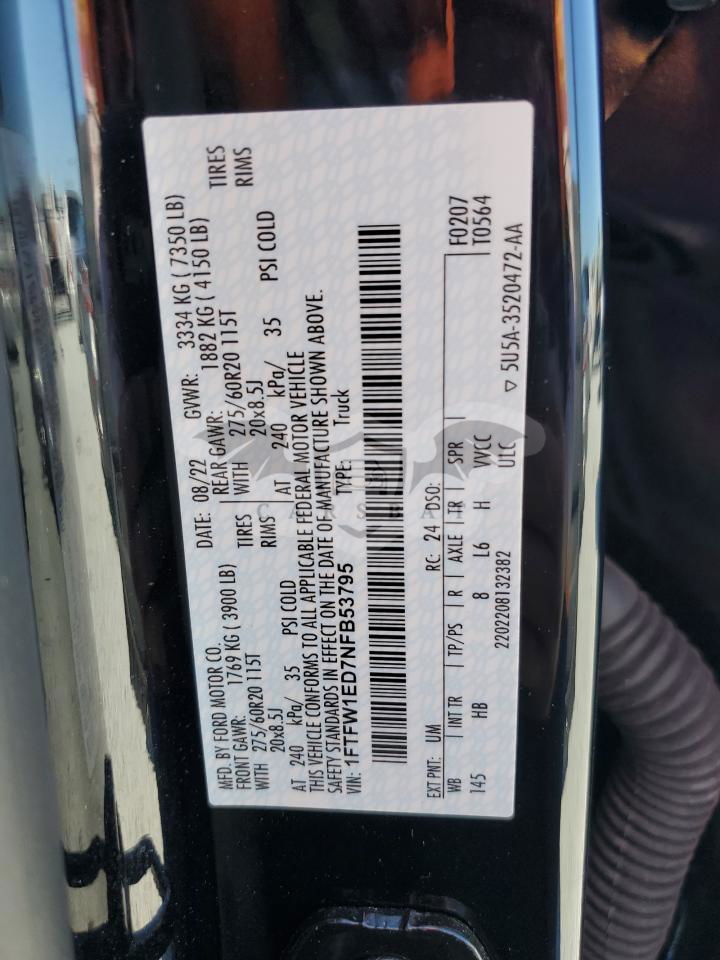 MFD. BY FORD MOTOR CO.
DATE: 08/22 GVWR: 3334 KG ( 7350 LB)
FRONT GAWR: 1769 KG ( 3900 LB) REAR GAWR: 1882 KG ( 4150 LB)
WITH 275/60R20 115T TIRES WITH 275/60R20 115T TIRES
20x8.5J RIMS 20x8.5J RIMS
AT 240 kPa/ 35 PSI COLD AT 240 kPa/ 35 PSI COLD
THIS VEHICLE CONFORMS TO ALL APPLICABLE FEDERAL MOTOR VEHICLE
SAFETY STANDARDS IN EFFECT ON THE DATE OF MANUFACTURE SHOWN ABOVE.
VIN: 1FTFW1ED7NFB53795 TYPE: Truck
EXT PNT: UM RC: 24 DSO: F0207
WB INT TR TP/PS R AXLE TR SPR T0564
145 HB 8 L6 H VVCC
2202208132382 ULC ▽ 5U5A-3520472-AA